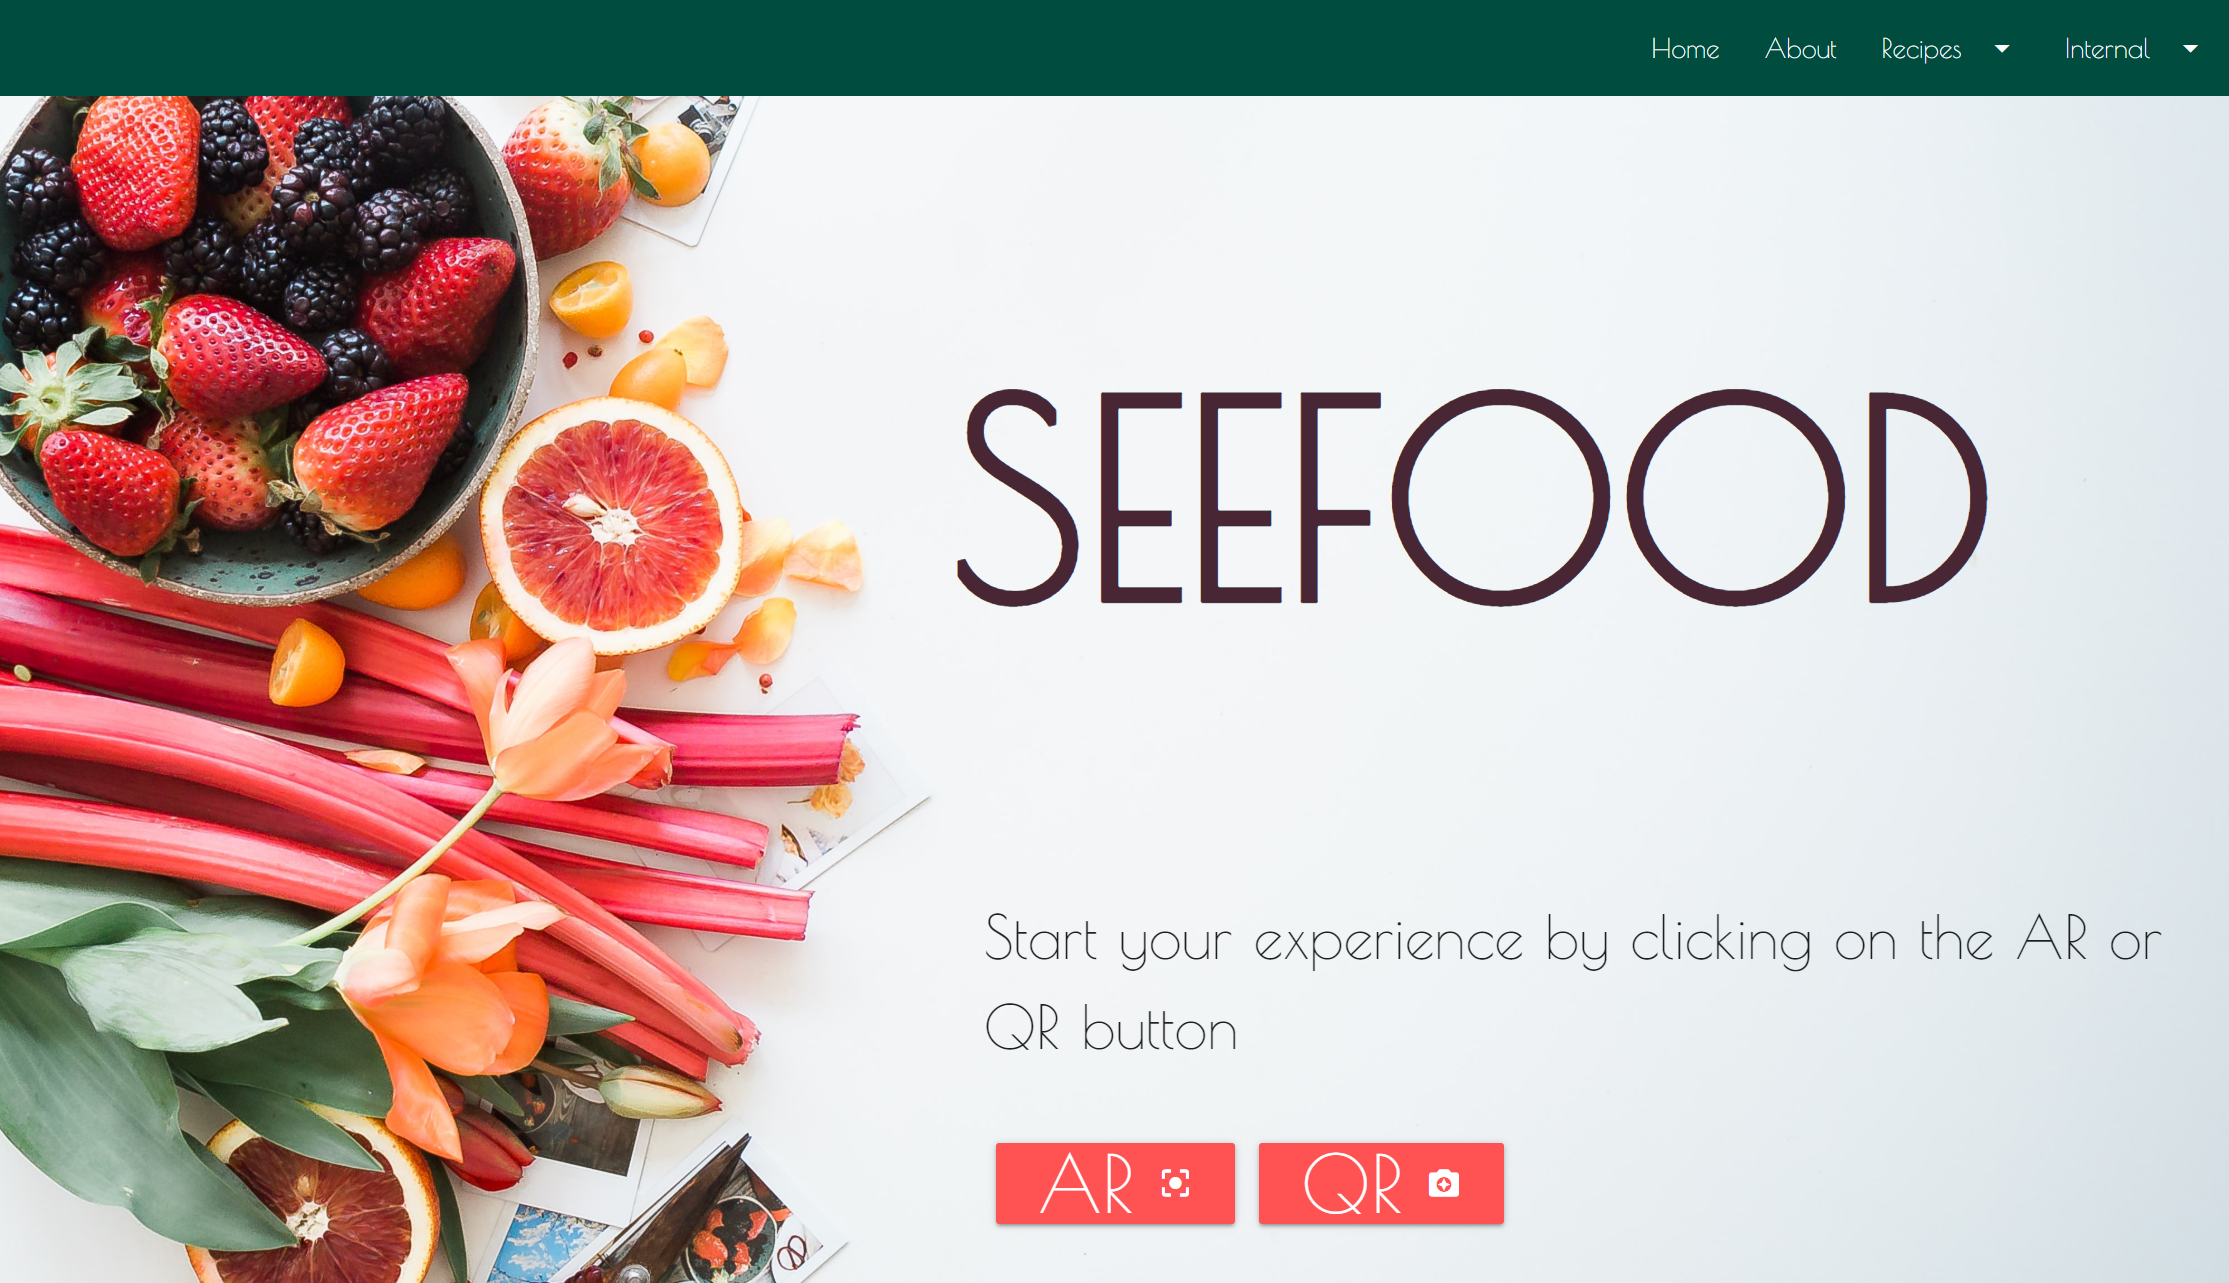 Home About Recipes Internal
SEEFOOD
Start your experience by clicking on the AR or
QR button
AR QR